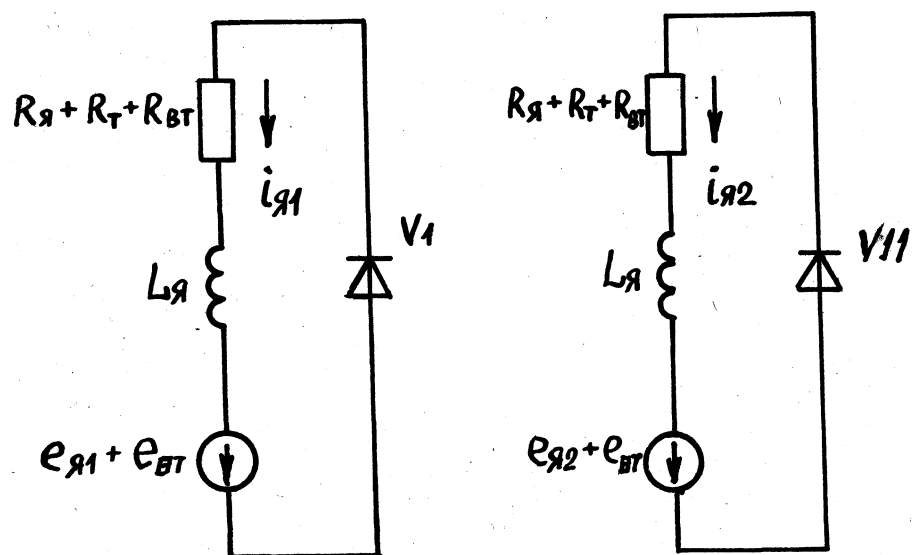 Rя + Rт + Rвт
iя1
V1
Lя
eя1 + eвт
Rя + Rт + Rвт
iя2
V11
Lя
eя2 + eвт